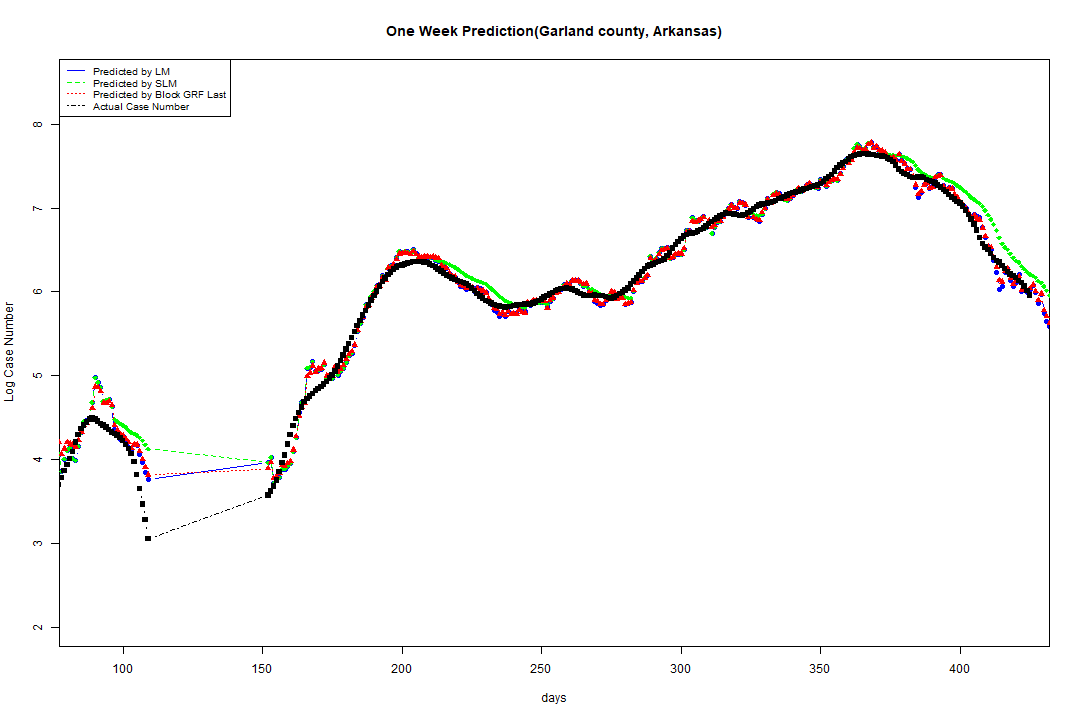 One Week Prediction(Garland county, Arkansas)
Predicted by LM
Predicted by SLM
Predicted by Block GRF Last
Actual Case Number
Log Case Number
8
7
6
5
4
3
2
100 150 200 250 300 350 400
days